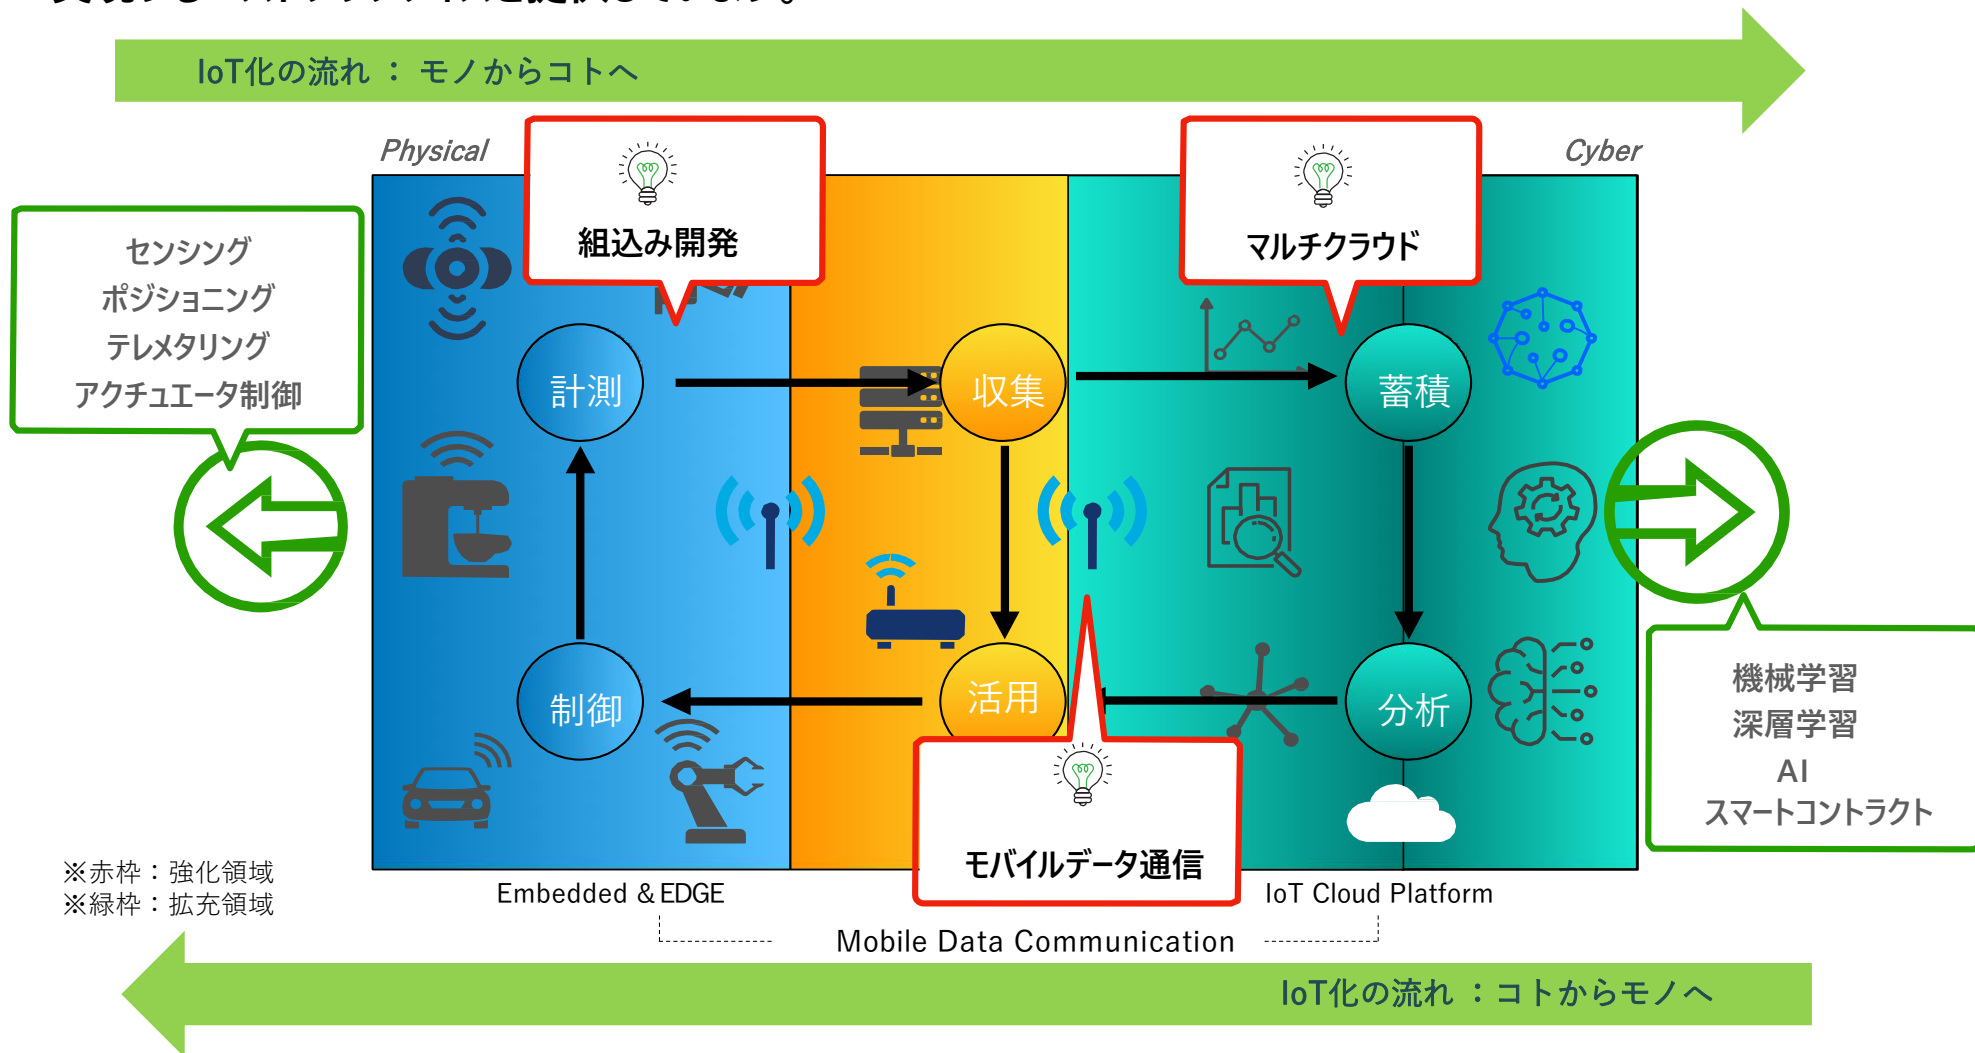 IoT化の流れ ： モノからコトへ
Physical
Cyber
組込み開発
マルチクラウド
センシング
ポジショニング
テレメタリング
アクチュエータ制御
計測
収集
蓄積
制御
活用
分析
機械学習
深層学習
AI
スマートコントラクト
モバイルデータ通信
※赤枠：強化領域
※緑枠：拡充領域
Embedded & EDGE
IoT Cloud Platform
Mobile Data Communication
IoT化の流れ ：コトからモノへ